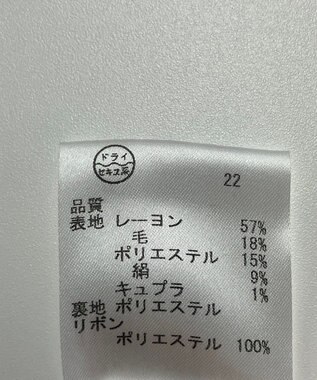 ドライ
セキユ系
22
品質
表地 レーヨン 57%
毛 18%
ポリエステル 15%
絹 9%
キュプラ 1%
裏地 ポリエステル
リボン
ポリエステル 100%